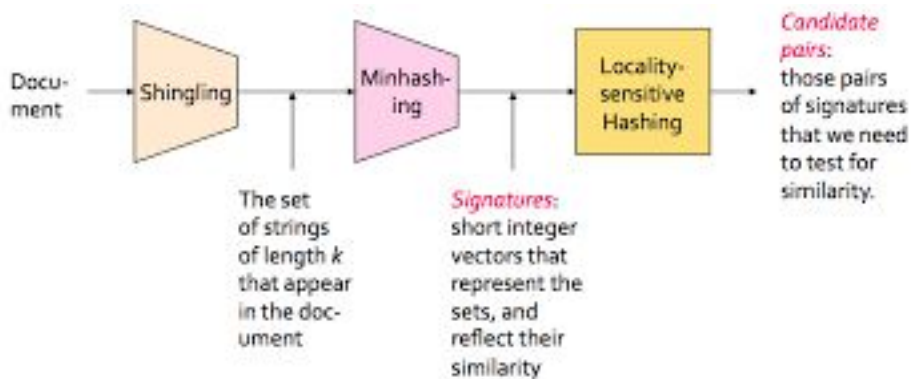 Docu-
ment
Shingling
The set
of strings
of length k
that appear
in the doc-
ument
Minhash-
ing
Signatures:
short integer
vectors that
represent the
sets, and
reflect their
similarity
Locality-
sensitive
Hashing
Candidate
pairs:
those pairs
of signatures
that we need
to test for
similarity.